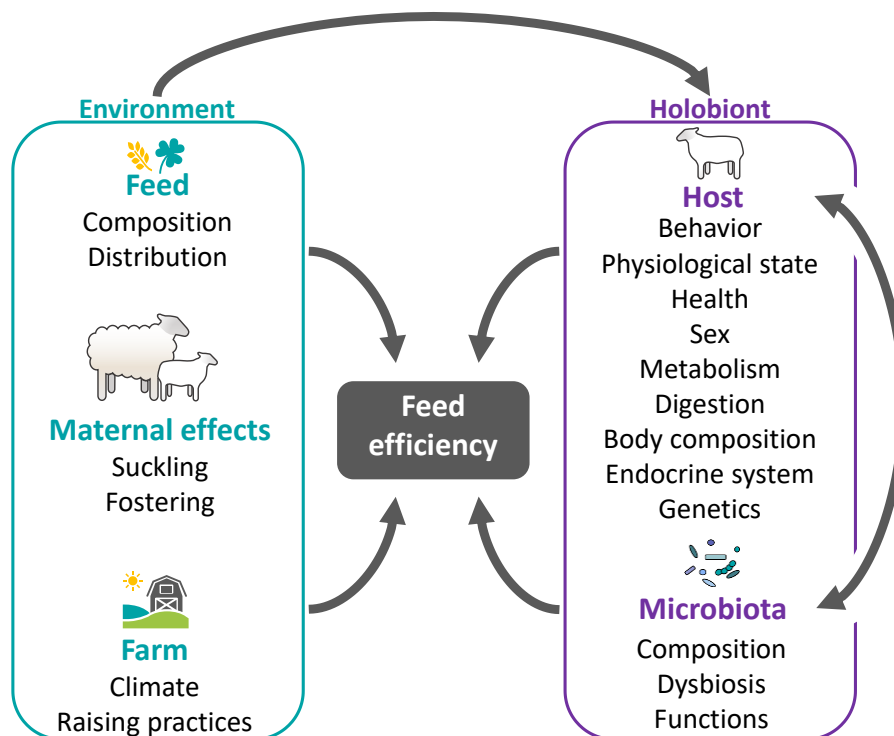 Environment
Feed
Composition
Distribution
Maternal effects
Suckling
Fostering
Farm
Climate
Raising practices
Feed
efficiency
Holobiont
Host
Behavior
Physiological state
Health
Sex
Metabolism
Digestion
Body composition
Endocrine system
Genetics
Microbiota
Composition
Dysbiosis
Functions